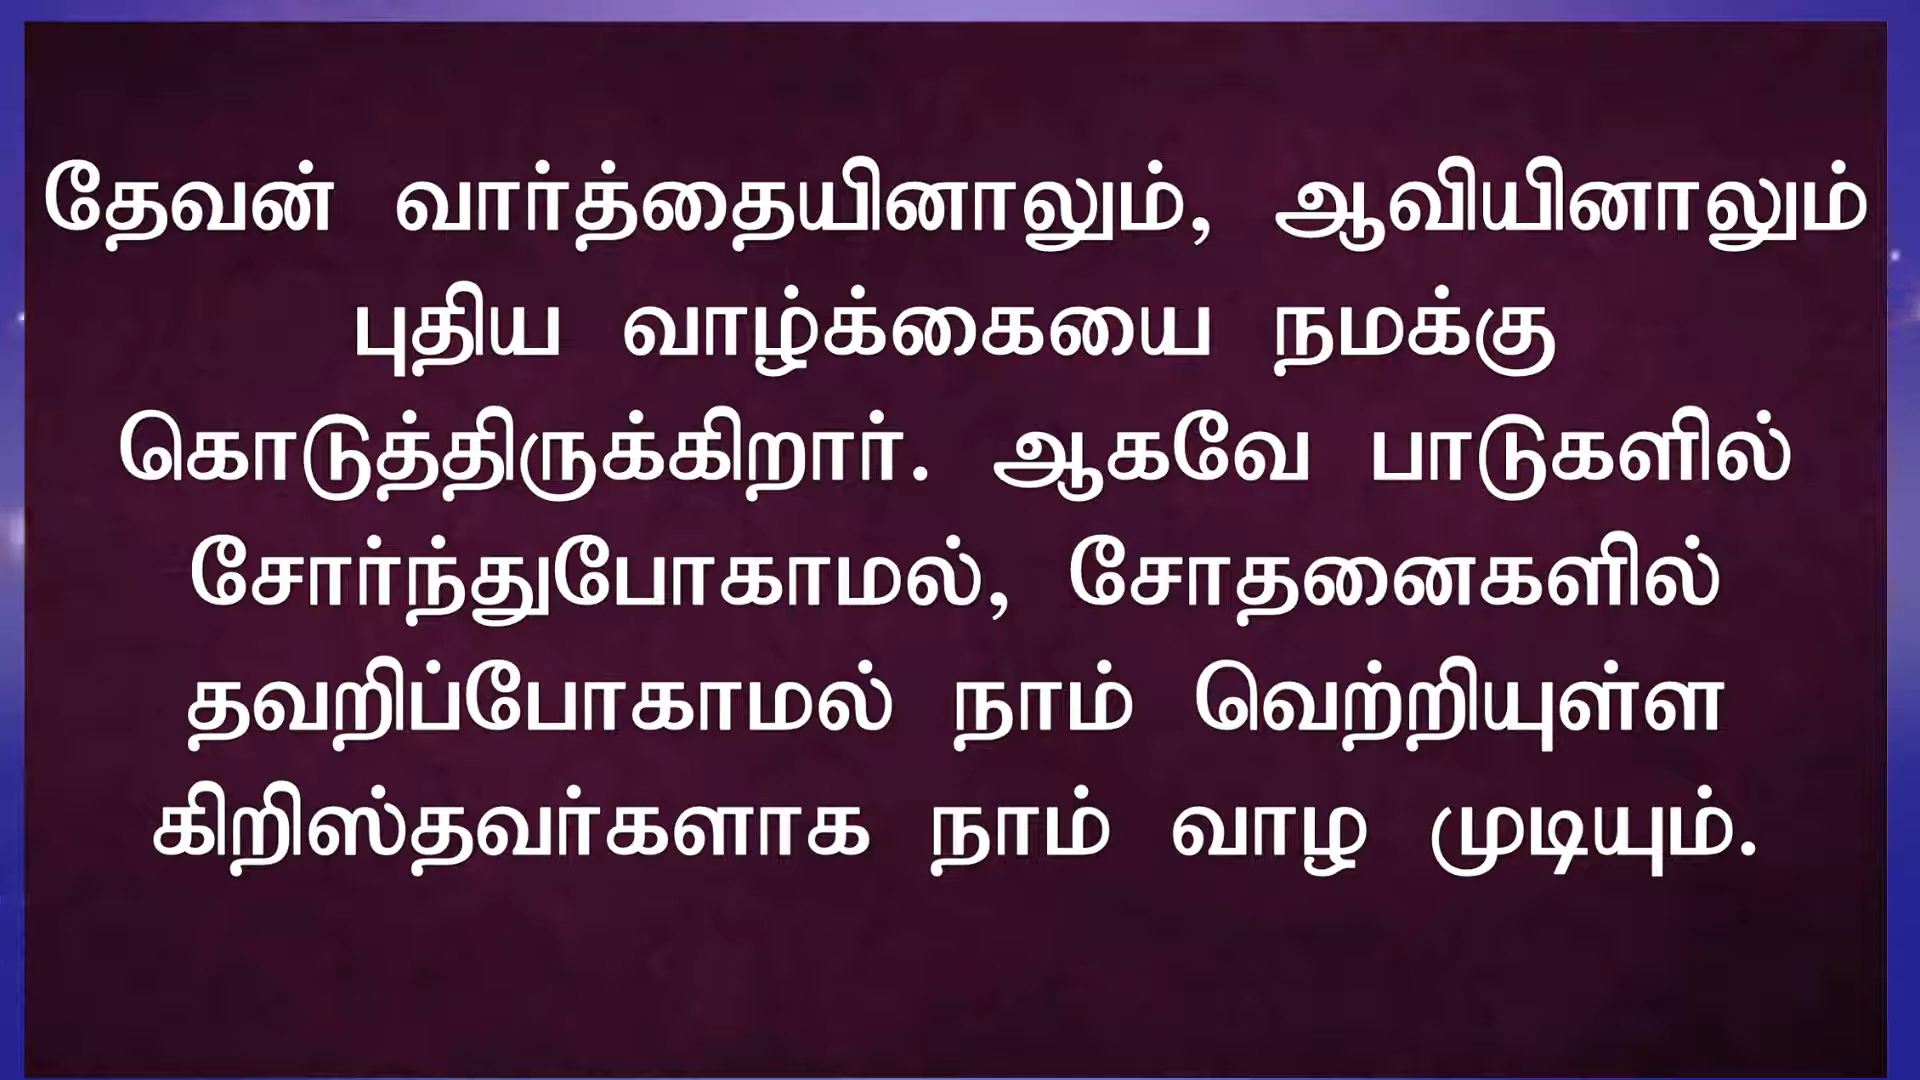 தேவன் வார்த்தையினாலும், ஆவியினாலும்
புதிய வாழ்க்கையை நமக்கு
கொடுத்திருக்கிறார். ஆகவே பாடுகளில்
சோர்ந்துபோகாமல், சோதனைகளில்
தவறிப்போகாமல் நாம் வெற்றியுள்ள
கிறிஸ்தவர்களாக நாம் வாழ முடியும்.